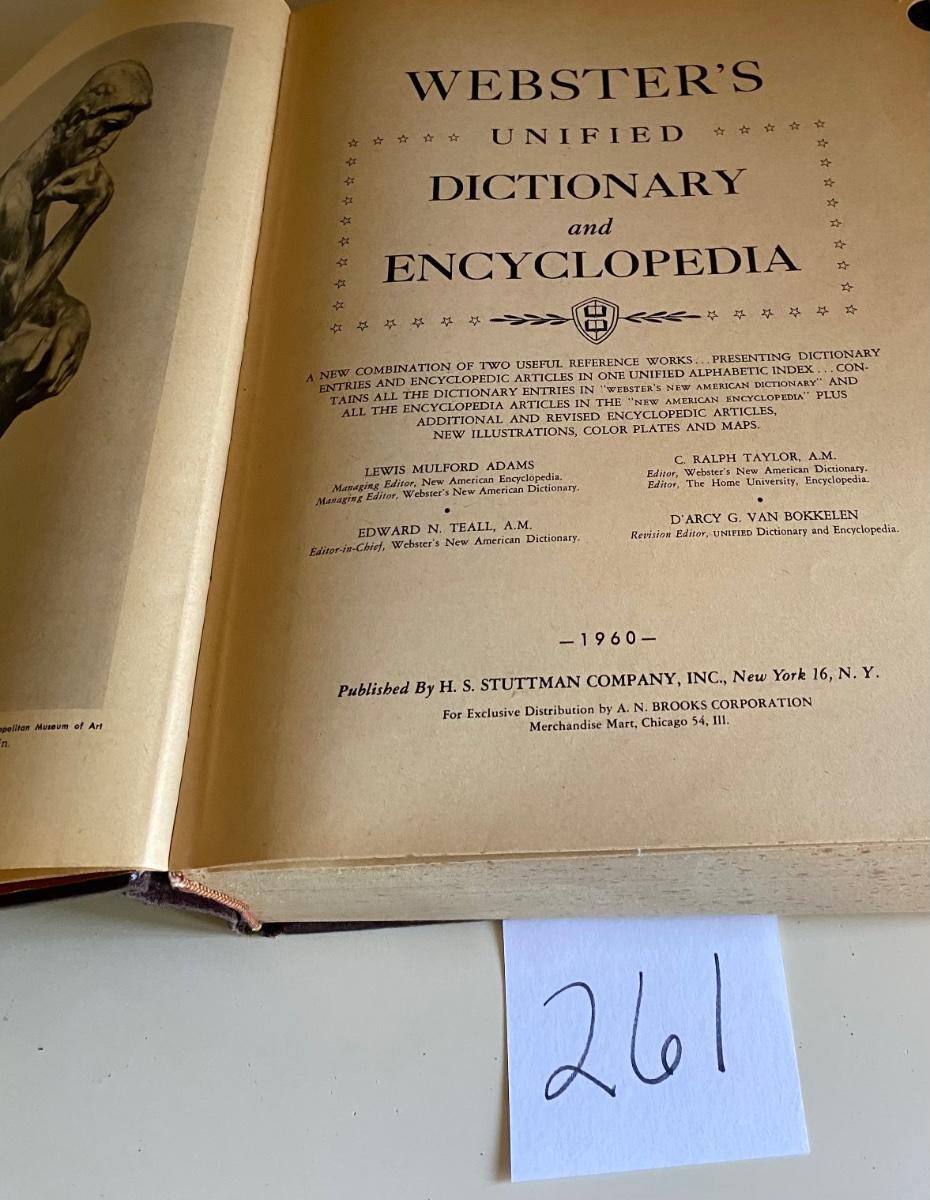 WEBSTER'S
UNIFIED
DICTIONARY
and
ENCYCLOPEDIA
A NEW COMBINATION OF TWO USEFUL REFERENCE WORKS...PRESENTING DICTIONARY
ENTRIES AND ENCYCLOPEDIC ARTICLES IN ONE UNIFIED ALPHABETIC INDEX...CON-
TAINS ALL THE DICTIONARY ENTRIES IN "WEBSTER'S NEW AMERICAN DICTIONARY" AND
ALL THE ENCYCLOPEDIA ARTICLES IN THE "NEW AMERICAN ENCYCLOPEDIA" PLUS
ADDITIONAL AND REVISED ENCYCLOPEDIC ARTICLES,
NEW ILLUSTRATIONS, COLOR PLATES AND MAPS.
LEWIS MULFORD ADAMS
Managing Editor, New American Encyclopedia.
Managing Editor, Webster's New American Dictionary.
EDWARD N. TEALL, A.M.
Editor-in-Chief, Webster's New American Dictionary.
C. RALPH TAYLOR, A.M.
Editor, Webster's New American Dictionary.
Editor, The Home University, Encyclopedia.
D'ARCY G. VAN BOKKELEN
Revision Editor, UNIFIED Dictionary and Encyclopedia.
—1960—
Published By H. S. STUTTMAN COMPANY, INC., New York 16, N. Y.
For Exclusive Distribution by A. N. BROOKS CORPORATION
Merchandise Mart, Chicago 54, Ill.
Museum of Art
261